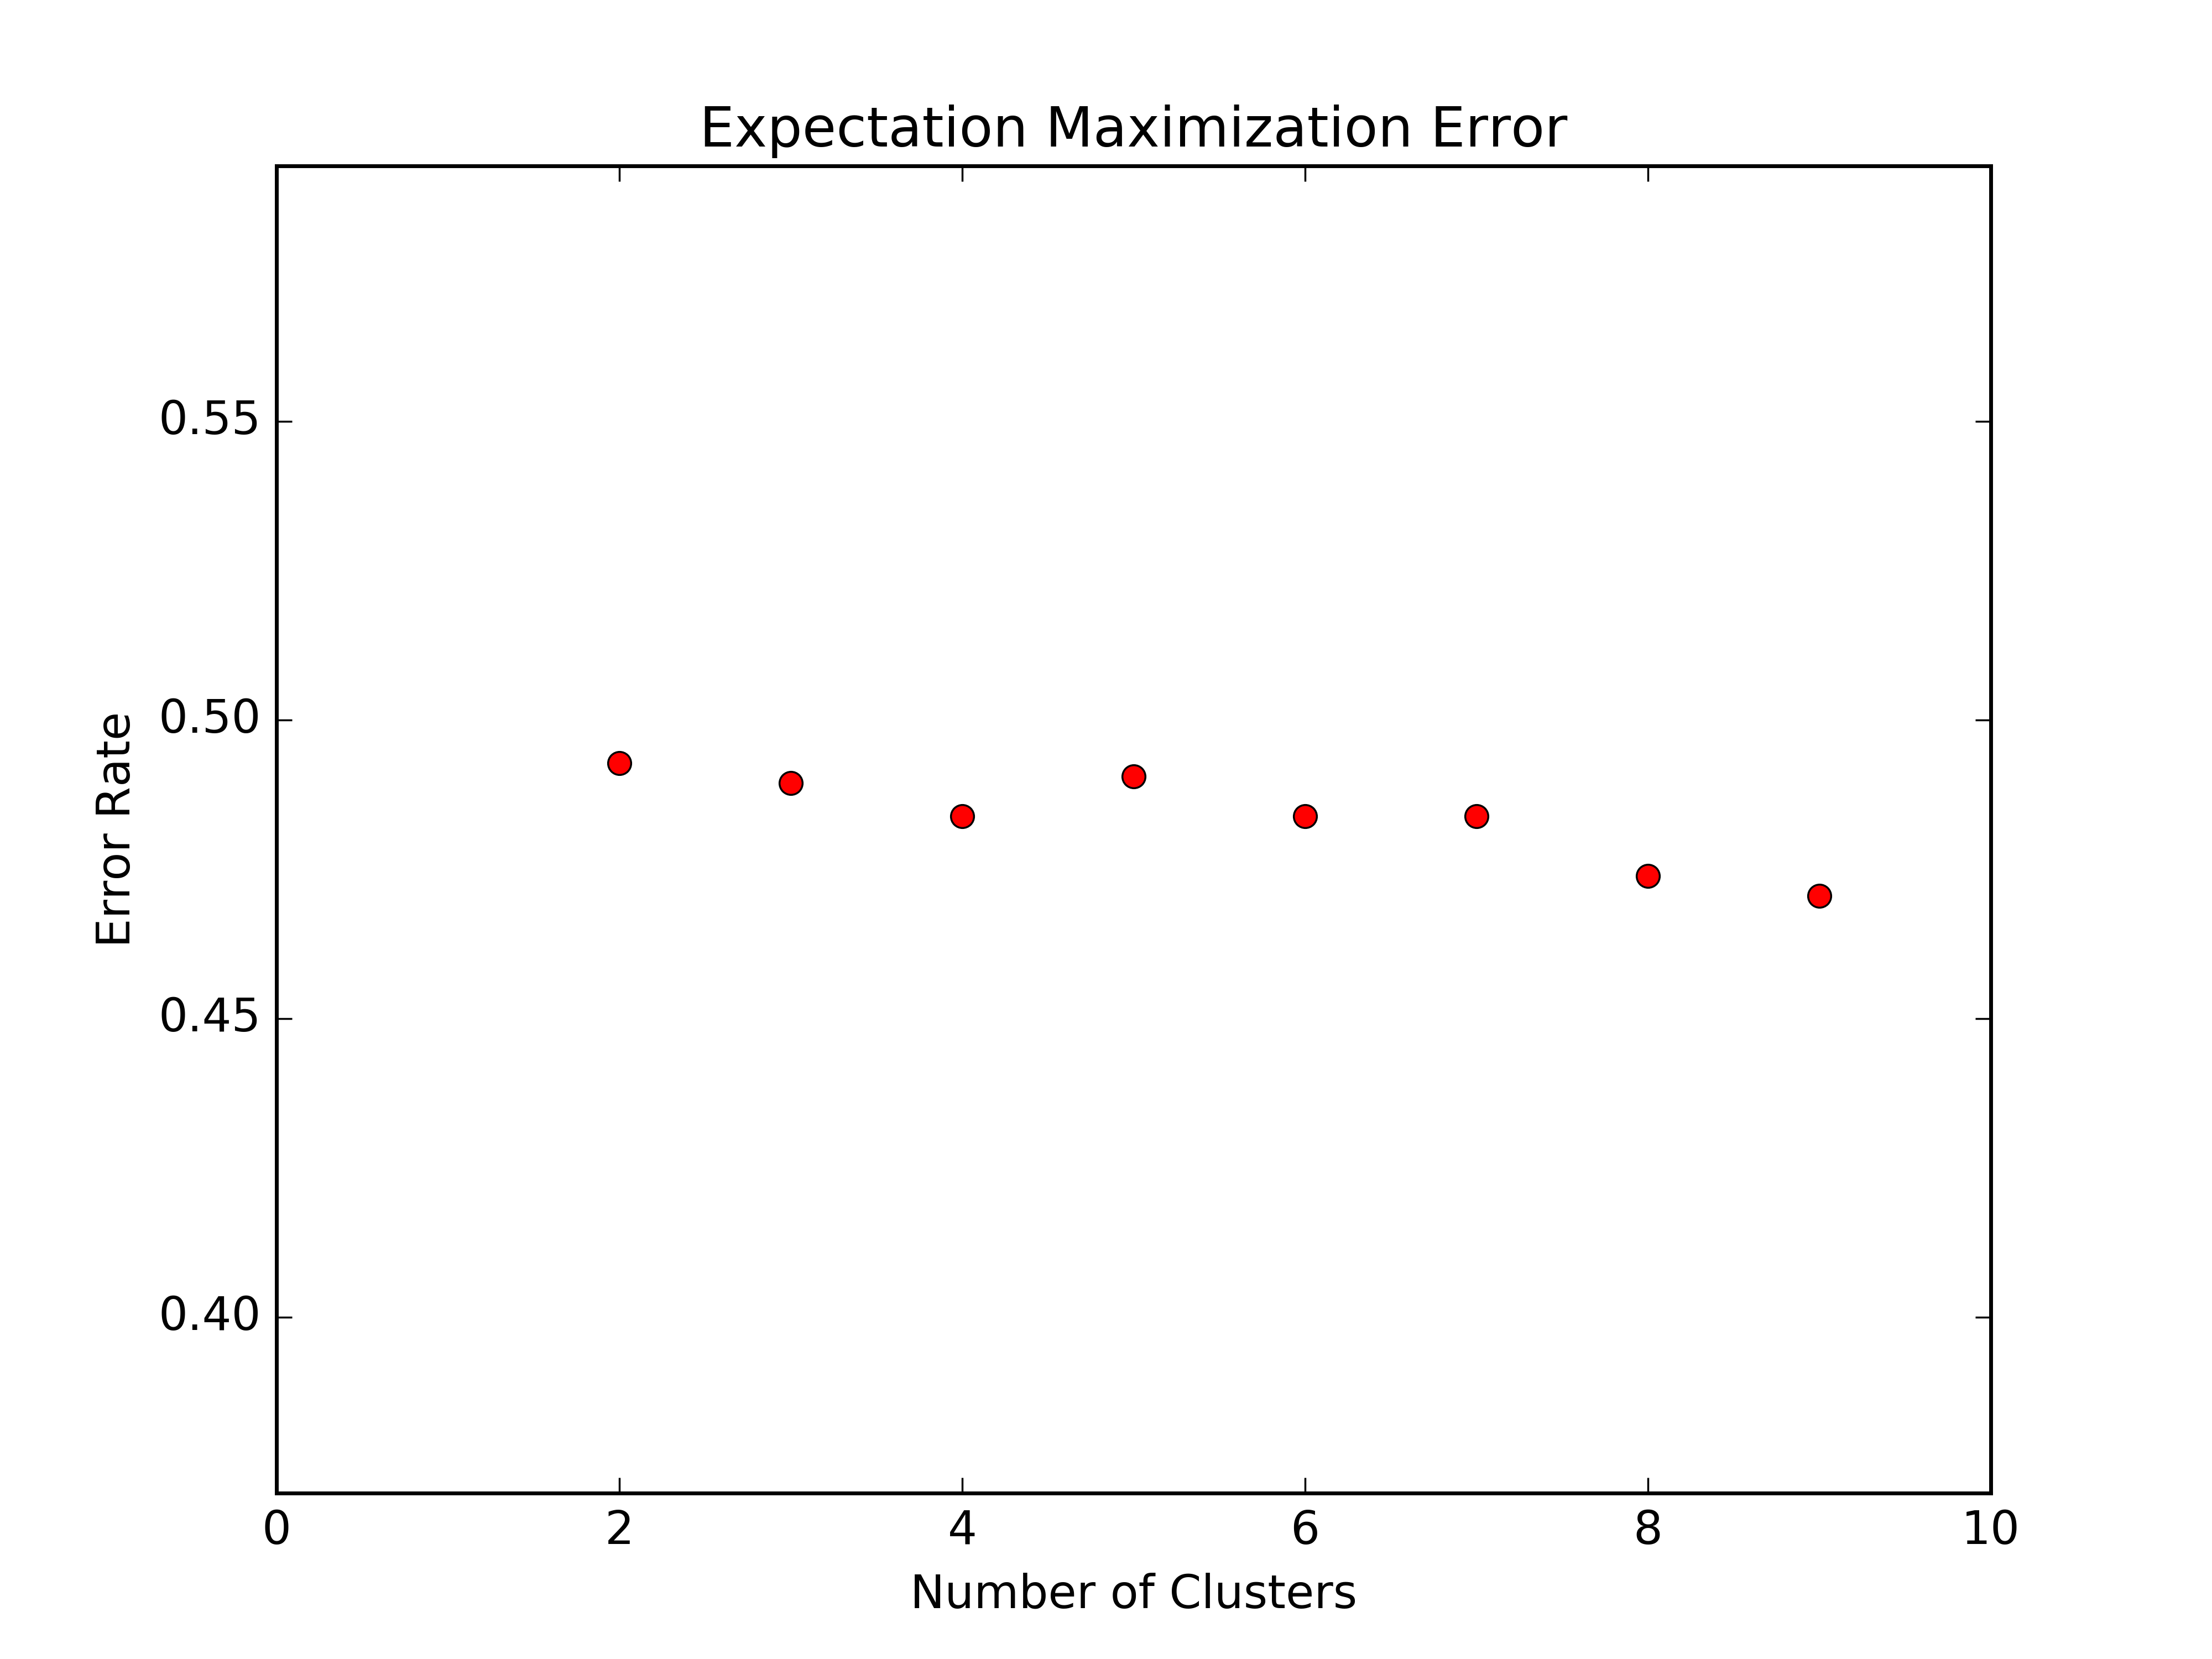 Expectation Maximization Error
0.55
0.50
0.45
0.40
Error Rate
0 2 4 6 8 10
Number of Clusters